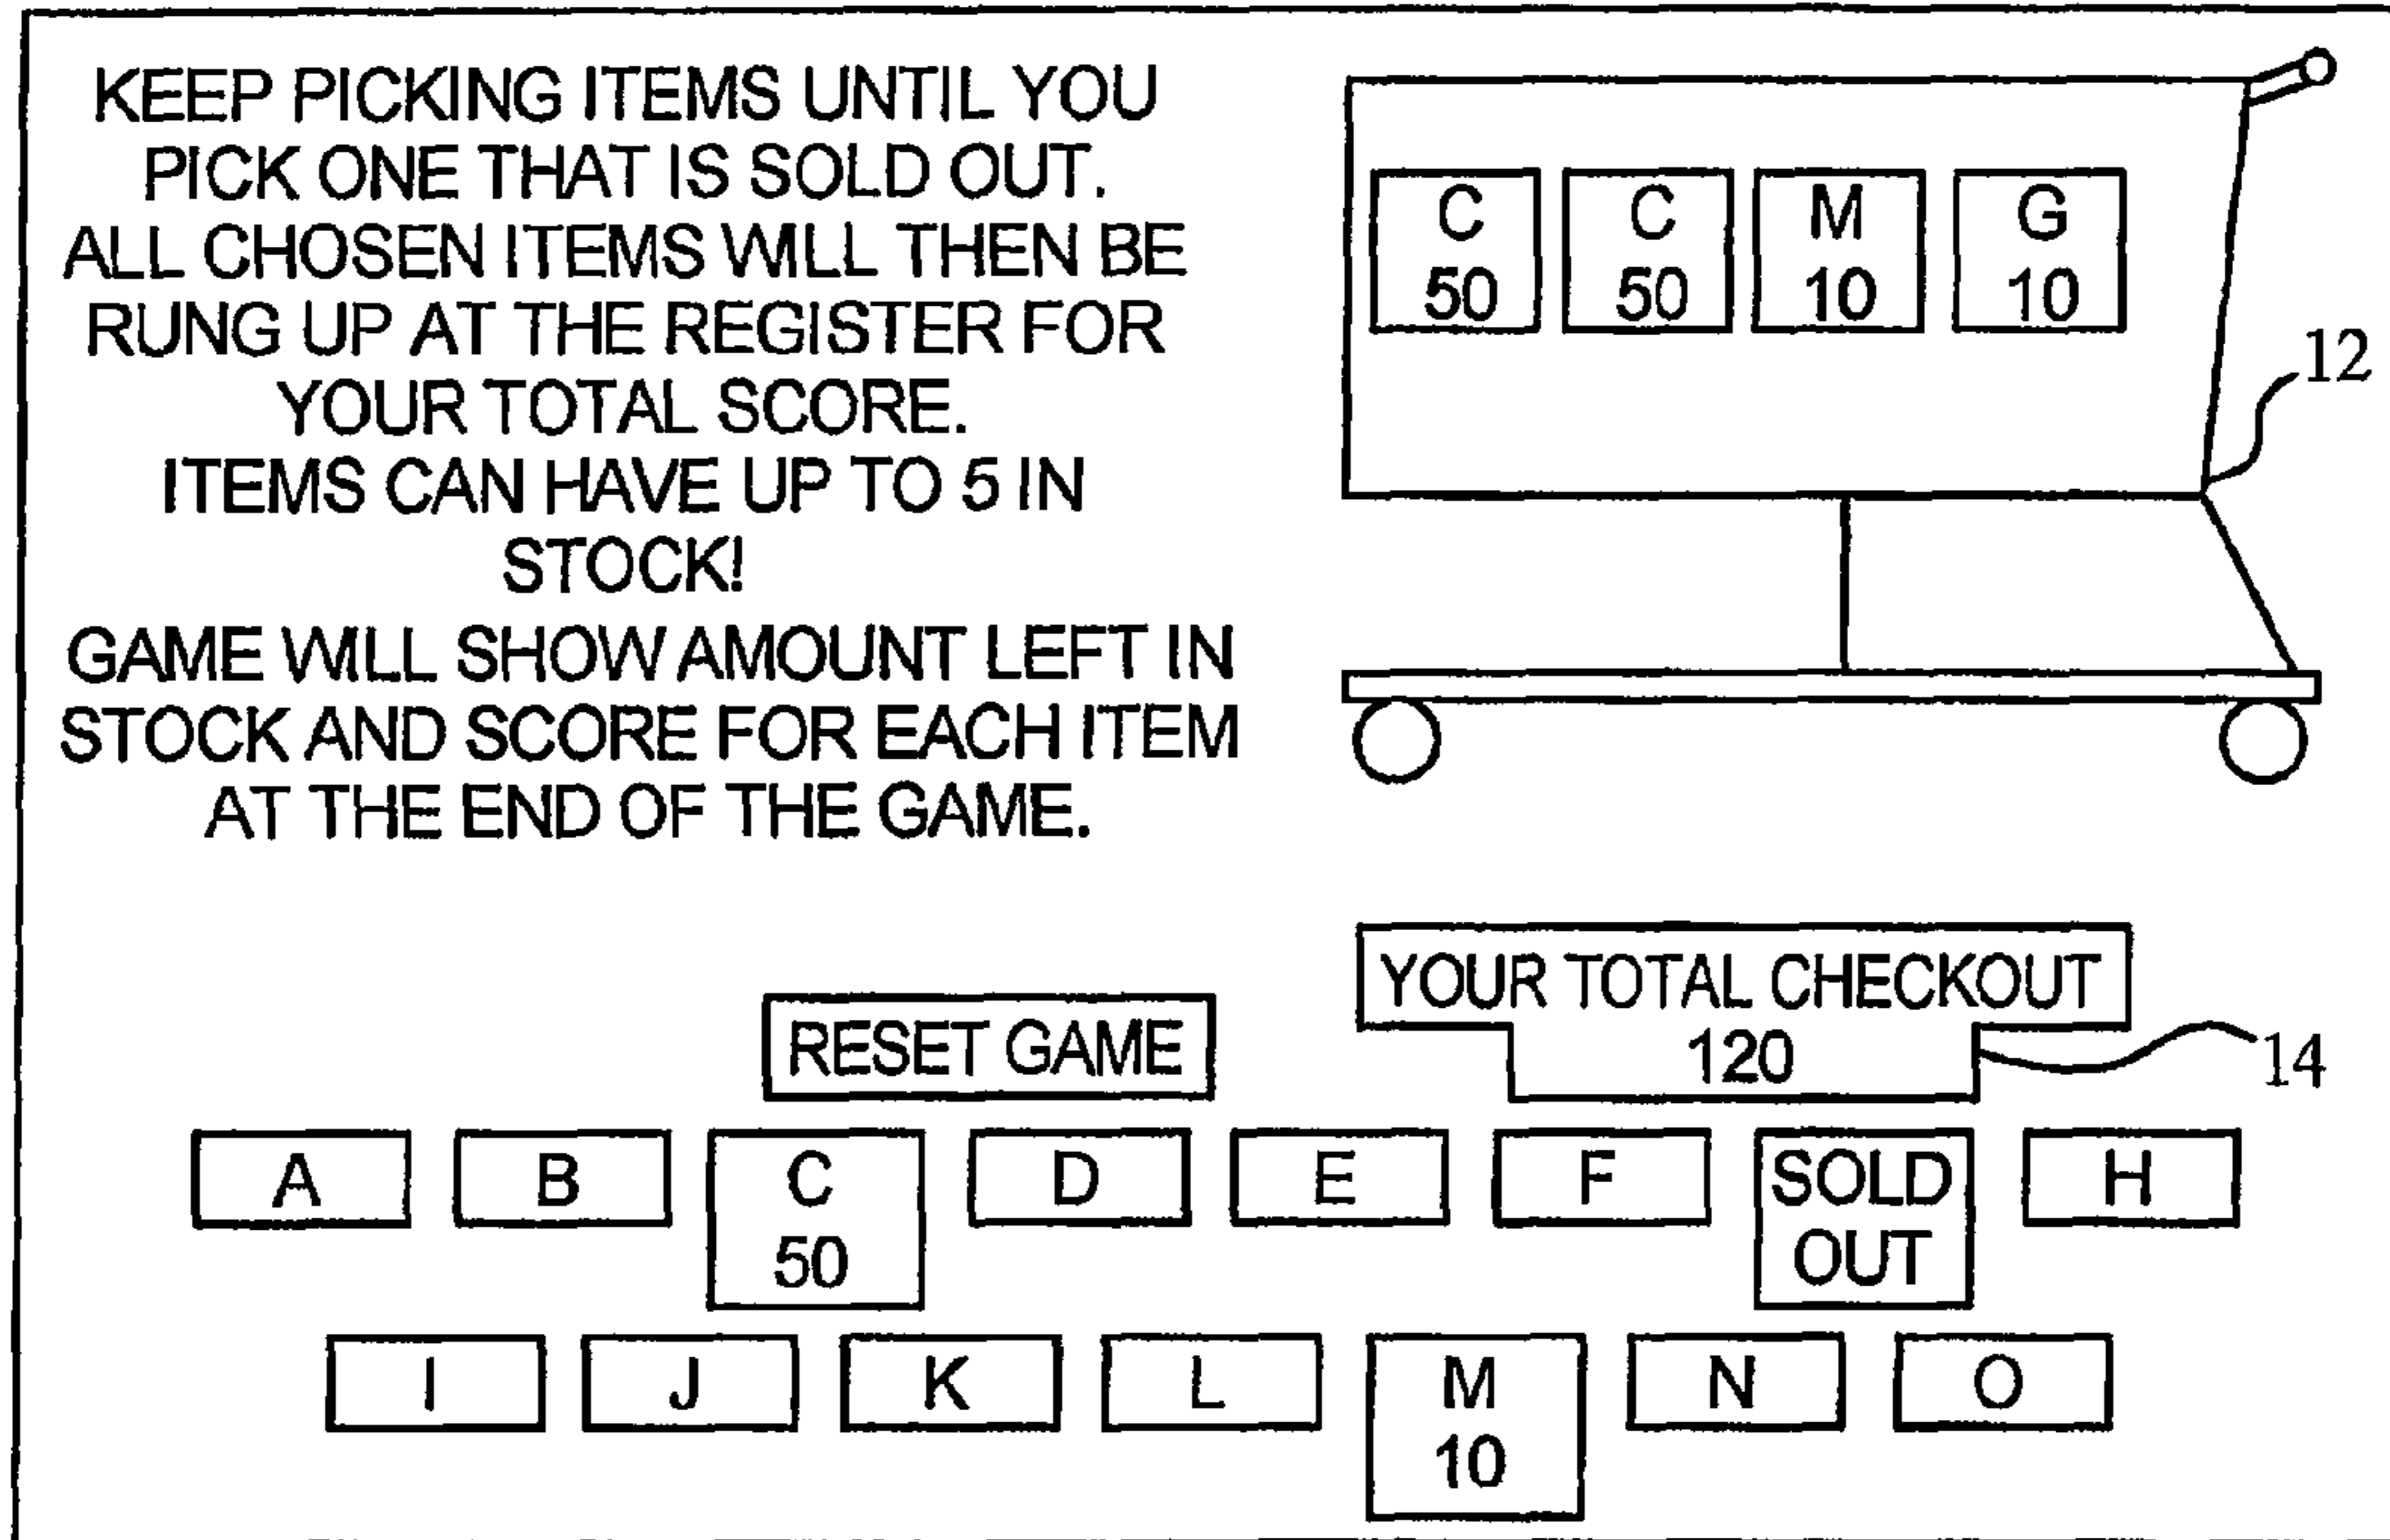 KEEP PICKING ITEMS UNTIL YOU
PICK ONE THAT IS SOLD OUT.
ALL CHOSEN ITEMS WILL THEN BE
RUNG UP AT THE REGISTER FOR
YOUR TOTAL SCORE.
ITEMS CAN HAVE UP TO 5 IN
STOCK!
GAME WILL SHOW AMOUNT LEFT IN
STOCK AND SCORE FOR EACH ITEM
AT THE END OF THE GAME.
C C M G
50 50 10 10
12
YOUR TOTAL CHECKOUT
120
14
RESET GAME
A B C D E F SOLD H
50 OUT
I J K L M N O
10